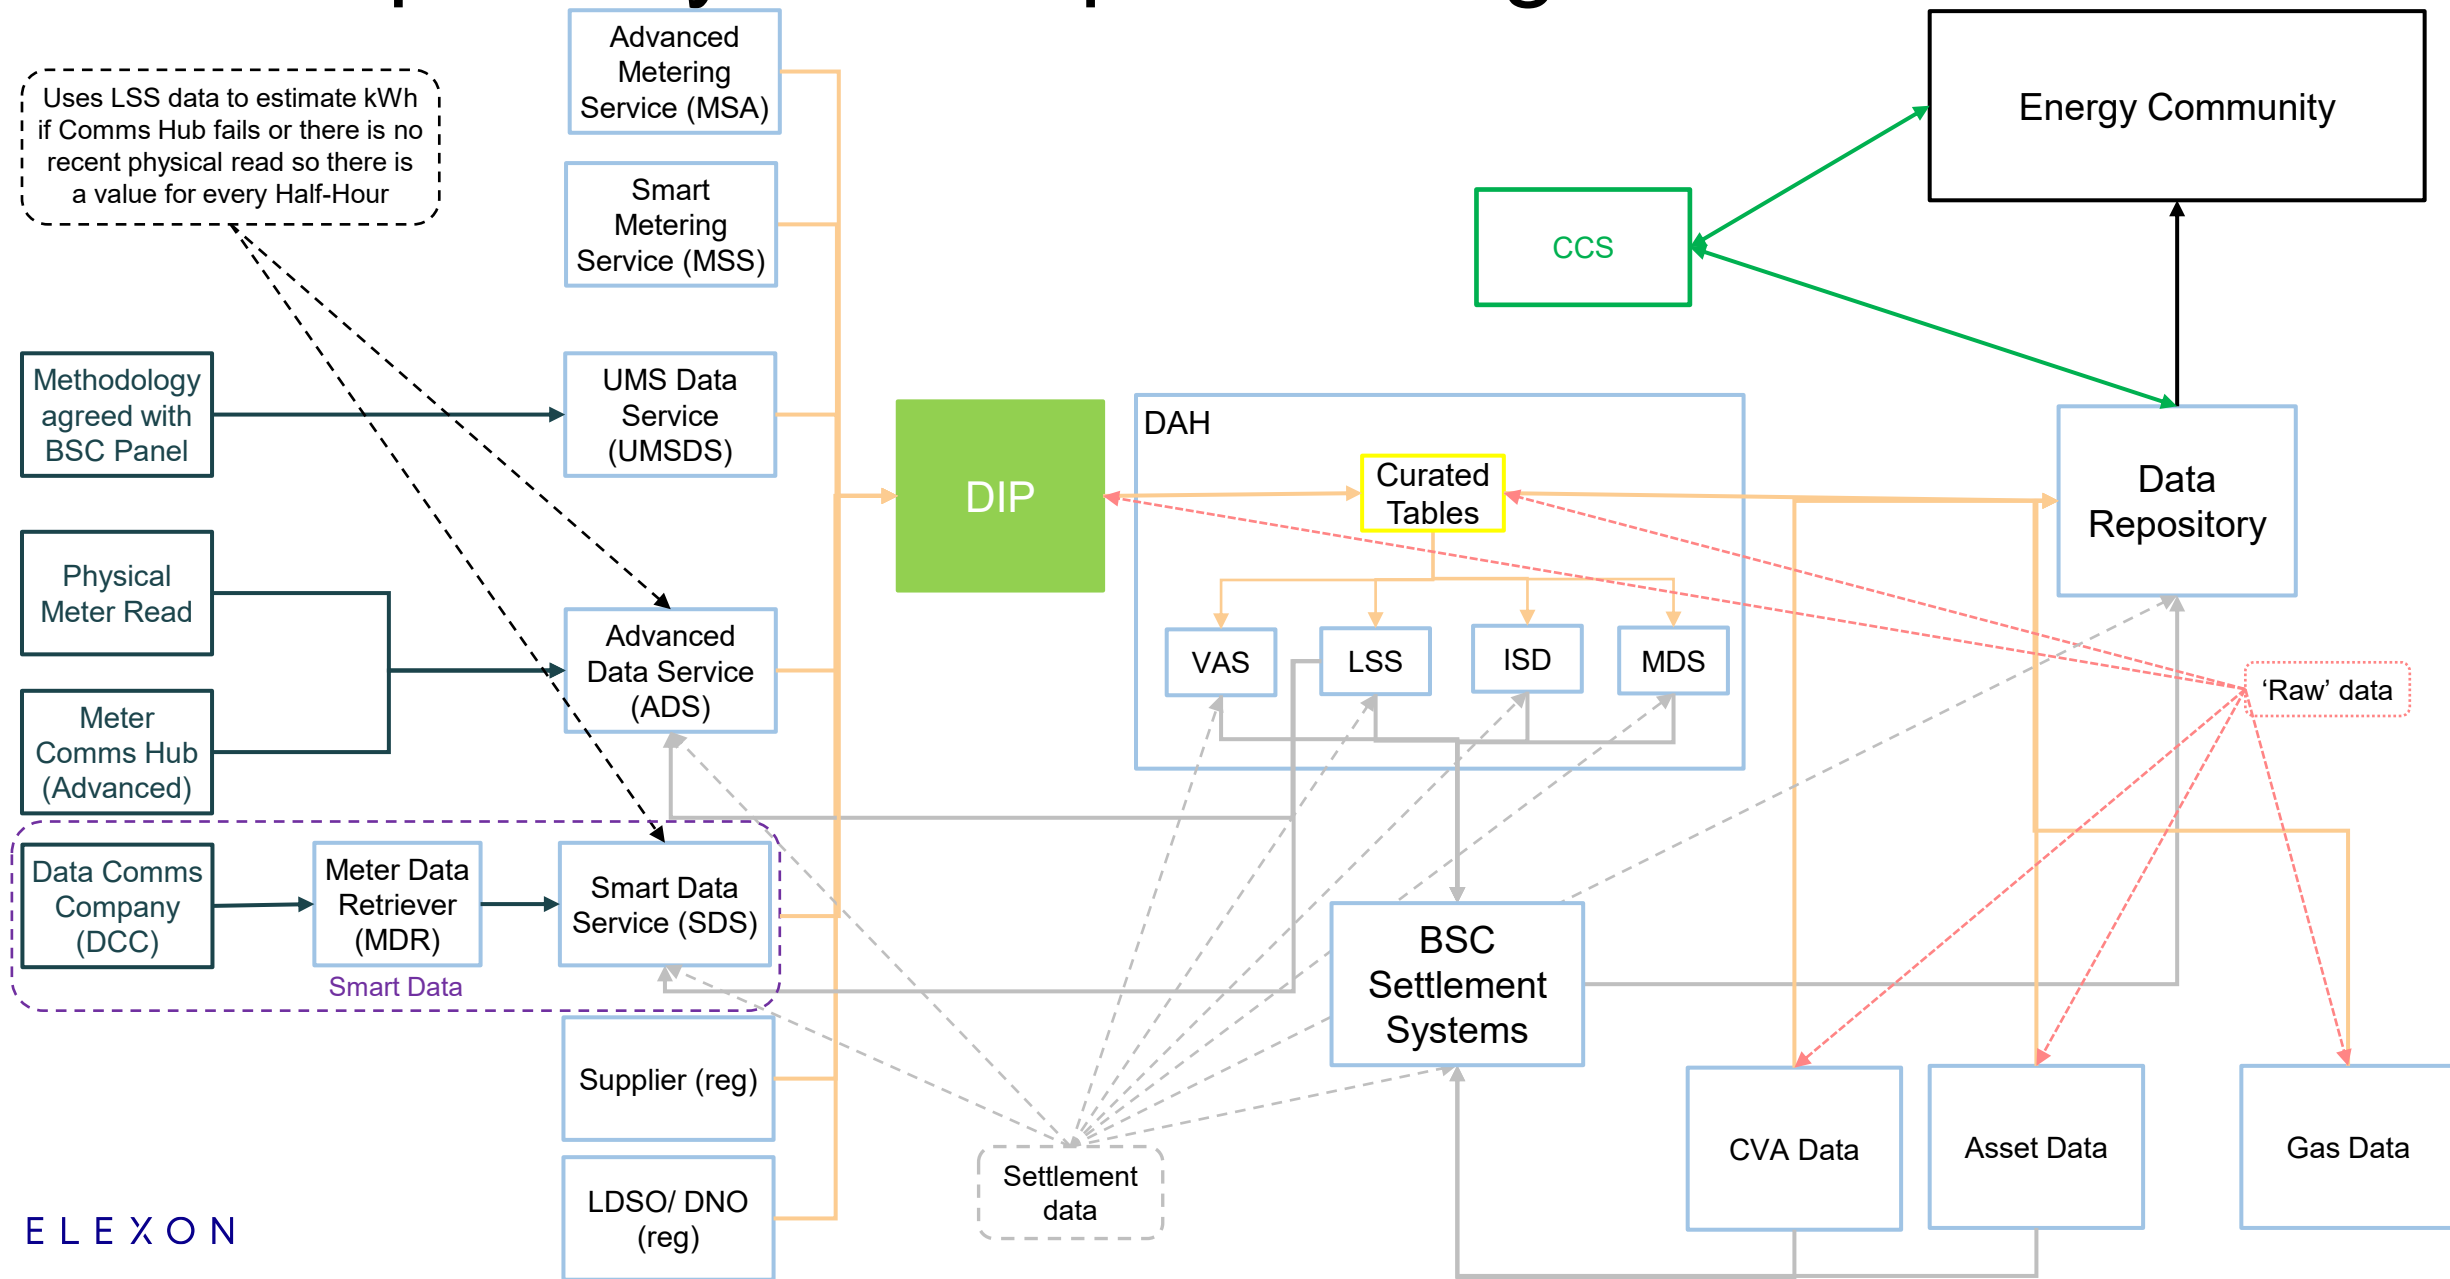 Uses LSS data to estimate kWh
if Comms Hub fails or there is no
recent physical read so there is
a value for every Half-Hour
Advanced
Metering
Service (MSA)
Smart
Metering
Service (MSS)
Energy Community
CCS
Methodology
agreed with
BSC Panel
UMS Data
Service
(UMSDS)
DIP
DAH
Curated
Tables
Data
Repository
Physical
Meter Read
Advanced
Data Service
(ADS)
VAS
LSS
ISD
MDS
'Raw' data
Meter
Comms Hub
(Advanced)
Data Comms
Company
(DCC)
Meter Data
Retriever
(MDR)
Smart Data
Service (SDS)
Smart Data
BSC
Settlement
Systems
Supplier (reg)
Settlement
data
CVA Data
Asset Data
Gas Data
LDSO/ DNO
(reg)
ELEXON